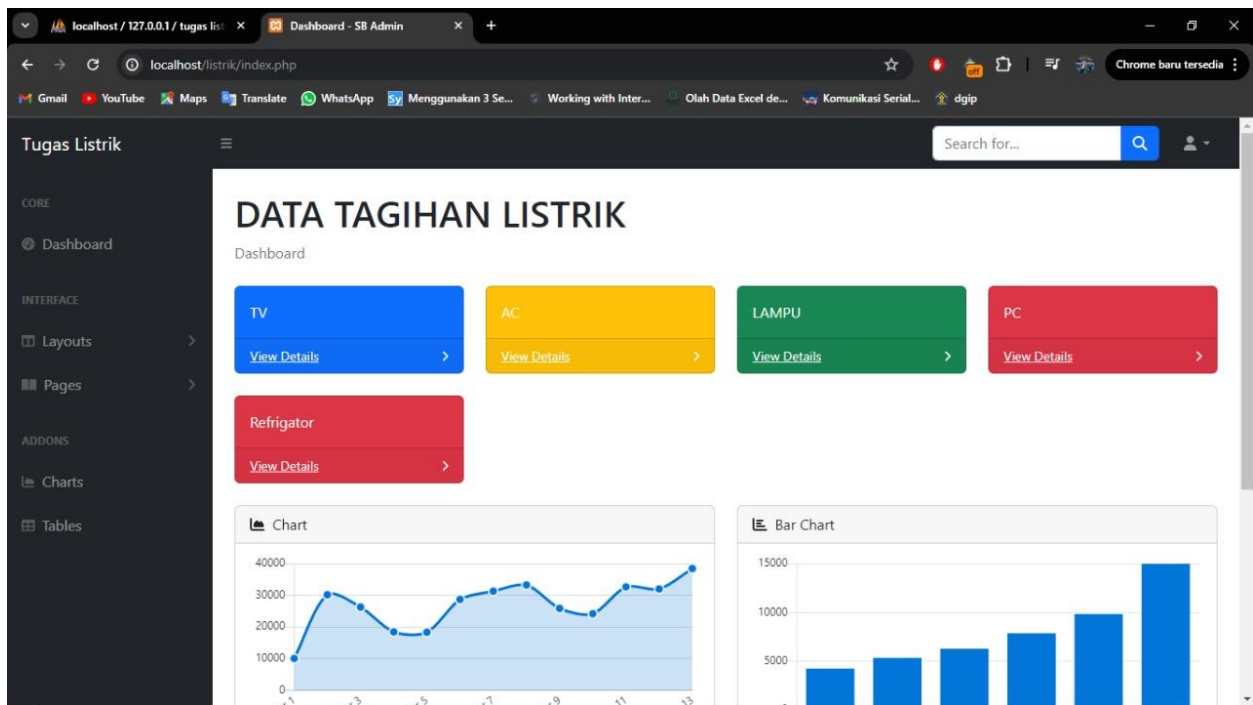 localhost / 127.0.0.1 / tugas list
Dashboard - SB Admin
localhost/listrik/index.php
off
Chrome baru tersedia
Gmail
YouTube
Maps
Translate
WhatsApp
Sy
Menggunakan 3 Se...
Working with Inter...
Olah Data Excel de...
Komunikasi Serial...
dgip
Tugas Listrik
Search for...
CORE
Dashboard
INTERFACE
Layouts
Pages
ADDONS
Charts
Tables
DATA TAGIHAN LISTRIK
Dashboard
TV
View Details
AC
View Details
LAMPU
View Details
PC
View Details
Refrigator
View Details
Chart
40000
30000
20000
10000
0
Bar Chart
15000
10000
5000